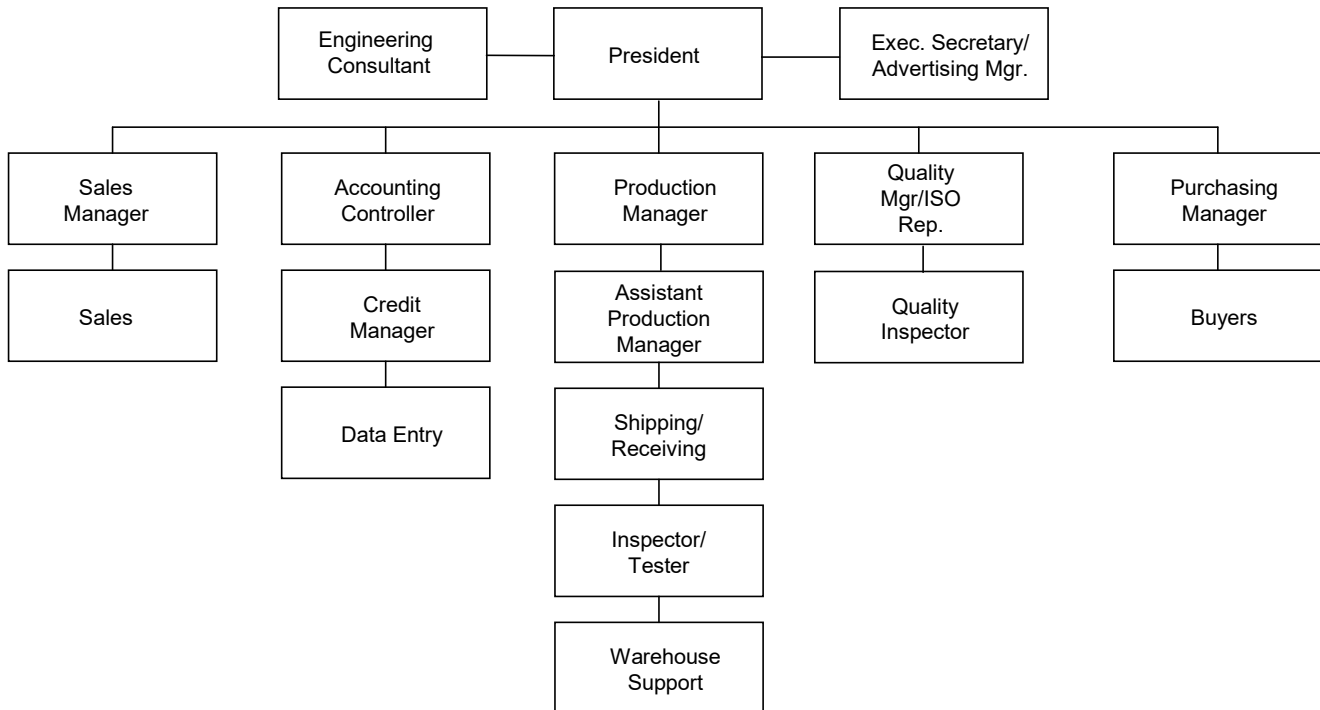 Engineering
Consultant
President
Exec. Secretary/
Advertising Mgr.
Sales
Manager
Accounting
Controller
Production
Manager
Quality
Mgr/ISO
Rep.
Purchasing
Manager
Sales
Credit
Manager
Assistant
Production
Manager
Quality
Inspector
Buyers
Data Entry
Shipping/
Receiving
Inspector/
Tester
Warehouse
Support